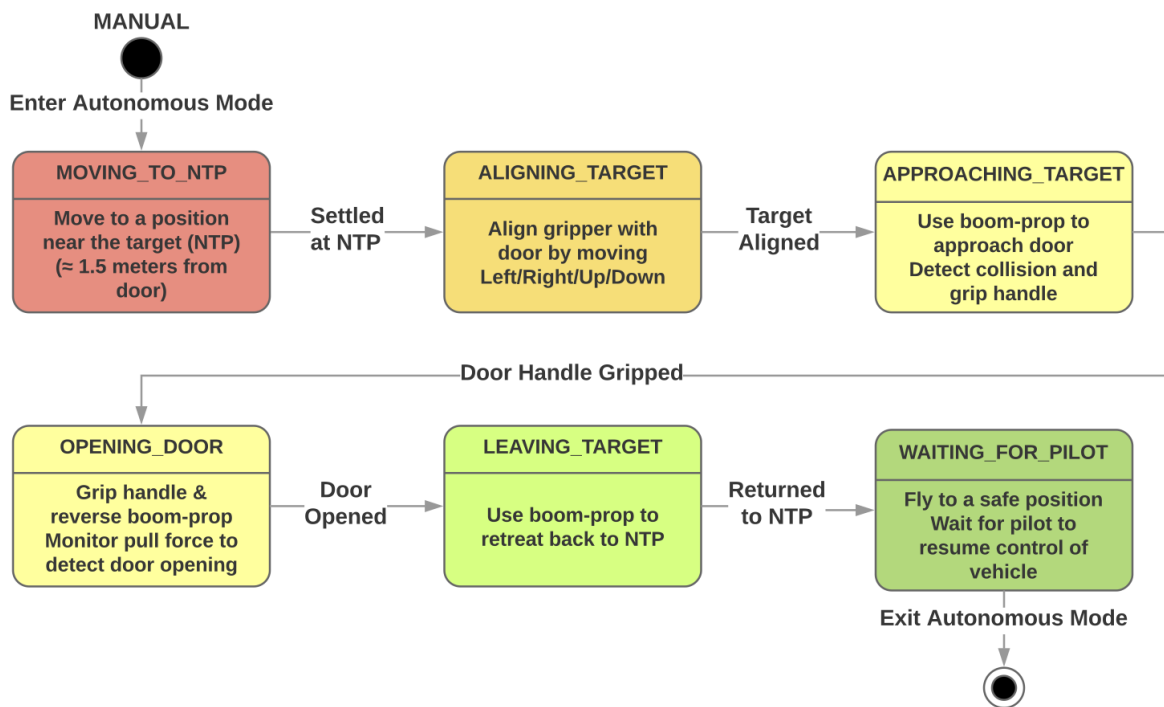 MANUAL
Enter Autonomous Mode
MOVING_TO_NTP
Move to a position
near the target (NTP)
(≈ 1.5 meters from
door)
Settled
at NTP
ALIGNING_TARGET
Align gripper with
door by moving
Left/Right/Up/Down
Target
Aligned
APPROACHING_TARGET
Use boom-prop to
approach door
Detect collision and
grip handle
Door Handle Gripped
OPENING_DOOR
Grip handle &
reverse boom-prop
Monitor pull force to
detect door opening
Door
Opened
LEAVING_TARGET
Use boom-prop to
retreat back to NTP
Returned
to NTP
WAITING_FOR_PILOT
Fly to a safe position
Wait for pilot to
resume control of
vehicle
Exit Autonomous Mode